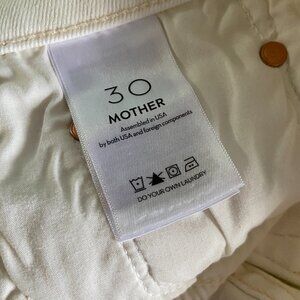 30
MOTHER
Assembled in USA
by both USA and foreign components
DO YOUR OWN LAUNDRY